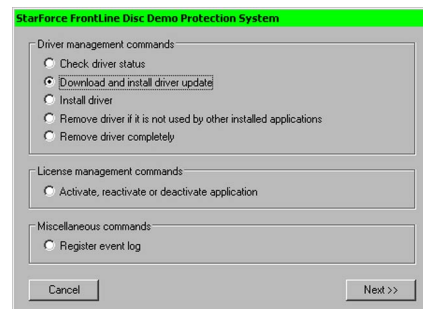 StarForce FrontLine Disc Demo Protection System
Driver management commands
Check driver status
Download and install driver update
Install driver
Remove driver if it is not used by other installed applications
Remove driver completely
License management commands
Activate, reactivate or deactivate application
Miscellaneous commands
Register event log
Cancel
Next >>